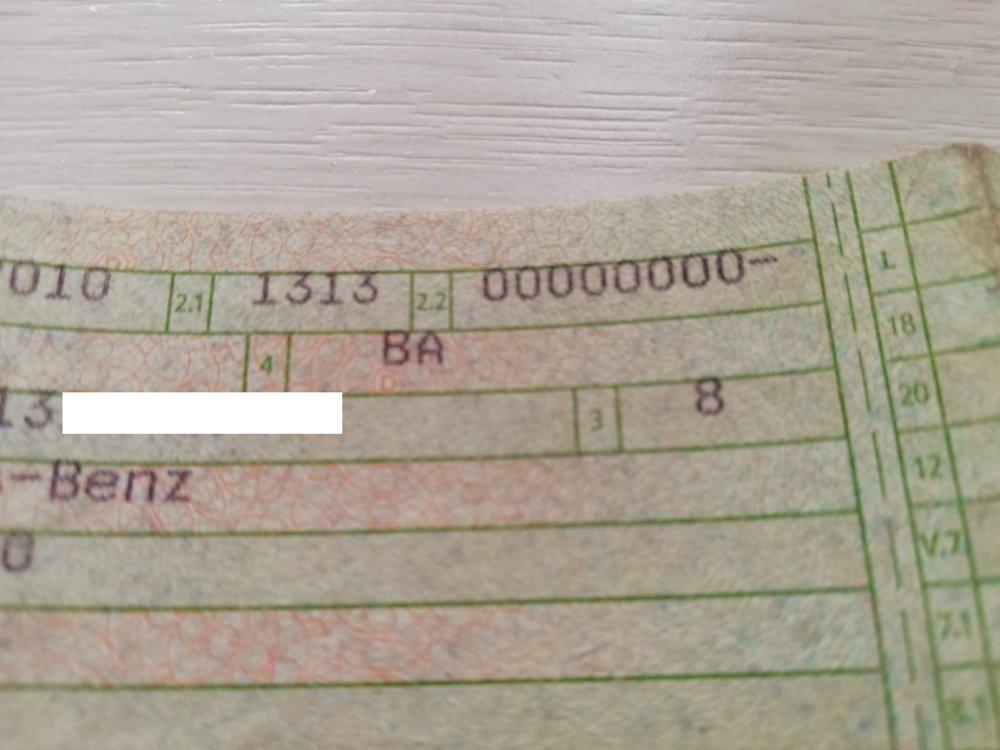 010 2.1 1313 2.2 00000000- L
4 BA 18
13 3 8 20
-Benz 12
0 V.7
7.1